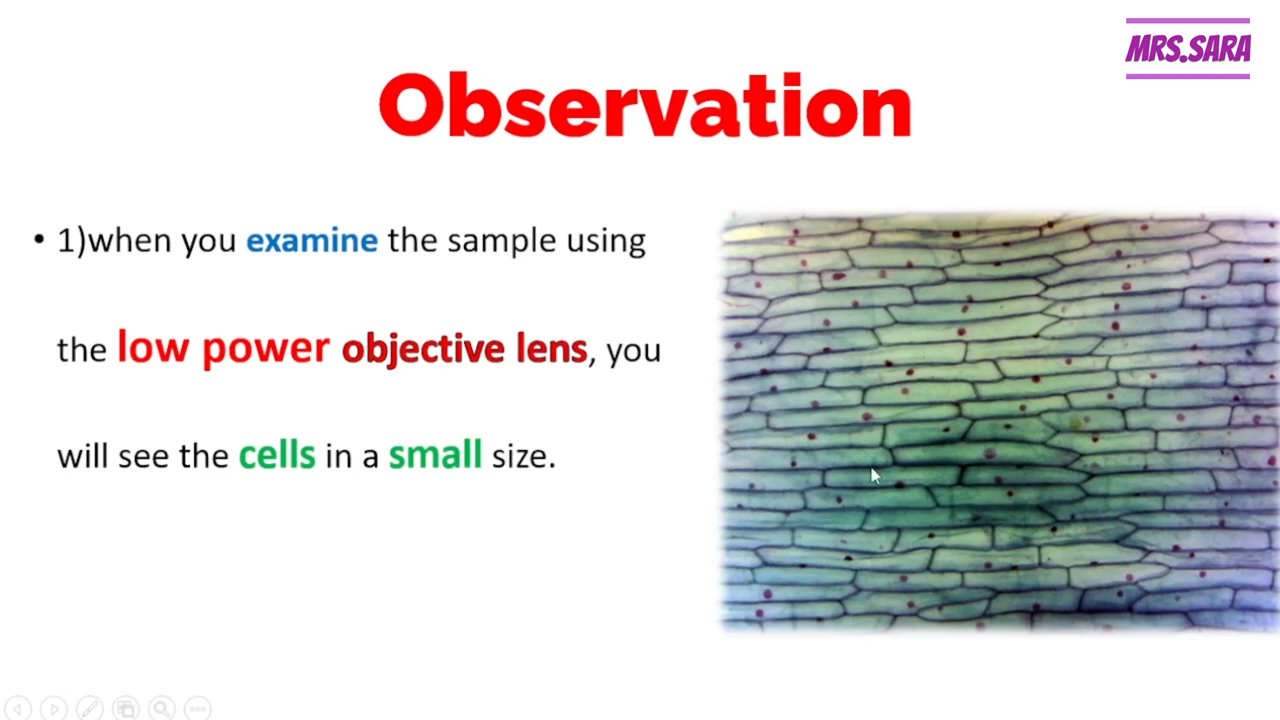 MRS.SARA
Observation
• 1)when you examine the sample using
the low power objective lens, you
will see the cells in a small size.